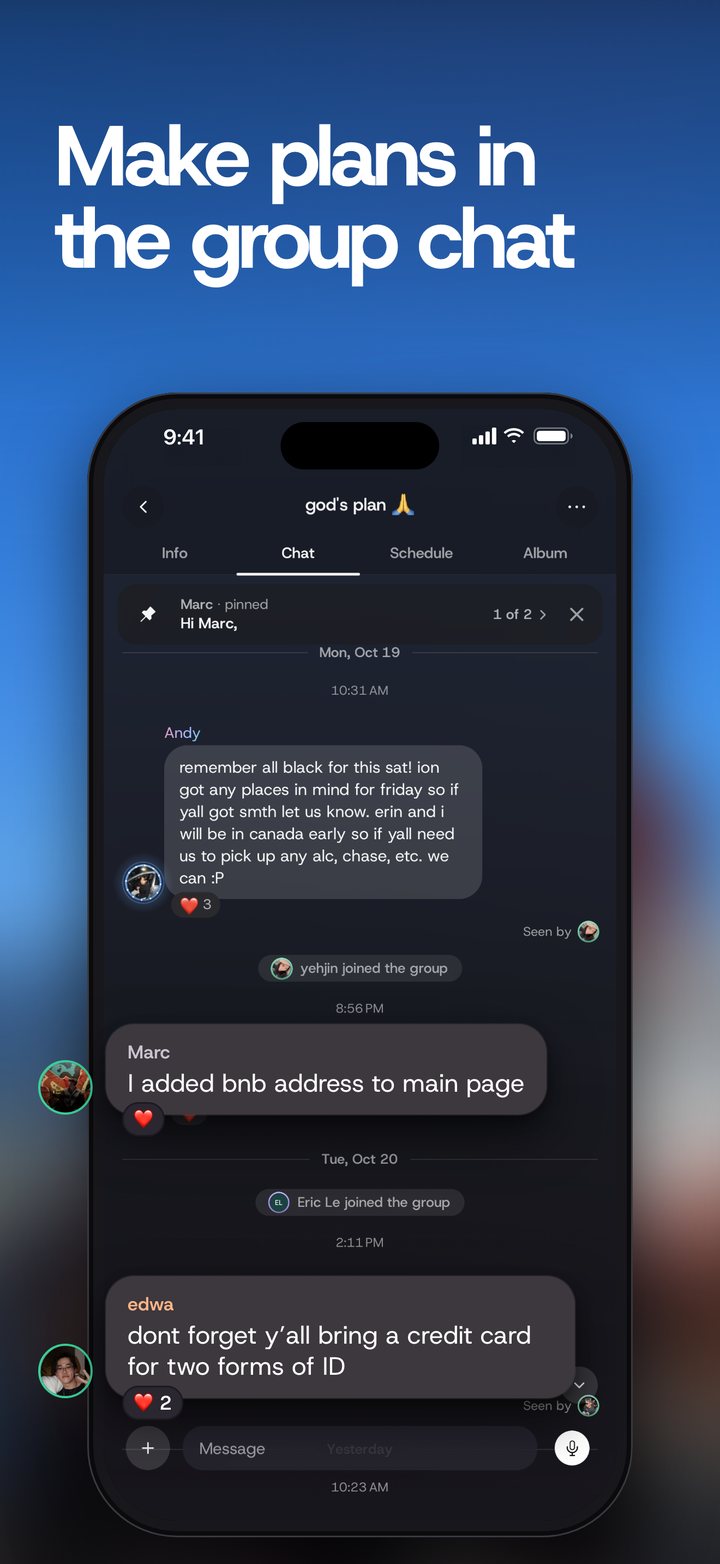 Make plans in
the group chat
9:41
god's plan 🙏
Info Chat Schedule Album
Marc · pinned
Hi Marc,
1 of 2
Mon, Oct 19
10:31 AM
Andy
remember all black for this sat! ion
got any places in mind for friday so if
yall got smth let us know. erin and i
will be in canada early so if yall need
us to pick up any alc, chase, etc. we
can :P
❤️ 3
Seen by
yehjin joined the group
8:56 PM
Marc
I added bnb address to main page
❤️
Tue, Oct 20
EL Eric Le joined the group
2:11 PM
edwa
dont forget y’all bring a credit card
for two forms of ID
❤️ 2
Seen by
Message
Yesterday
10:23 AM